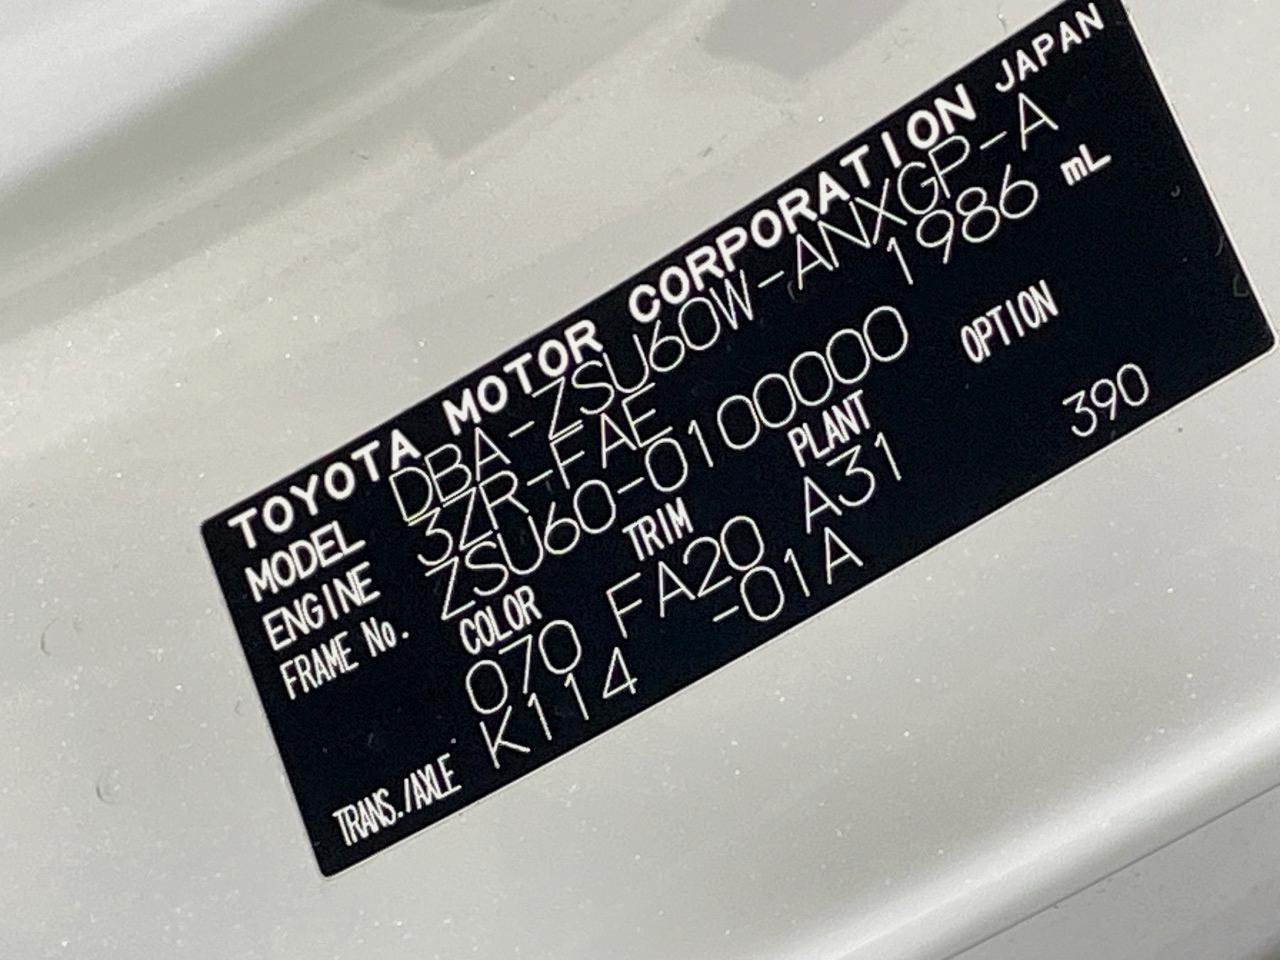 TOYOTA MOTOR CORPORATION JAPAN
MODEL DBA-ZSU60W-ANXGP-A
ENGINE 3ZR-FAE 1986 mL
FRAME No. ZSU60-0100000
COLOR TRIM PLANT OPTION
070 FA20 A31 390
TRANS./AXLE K114 -01A